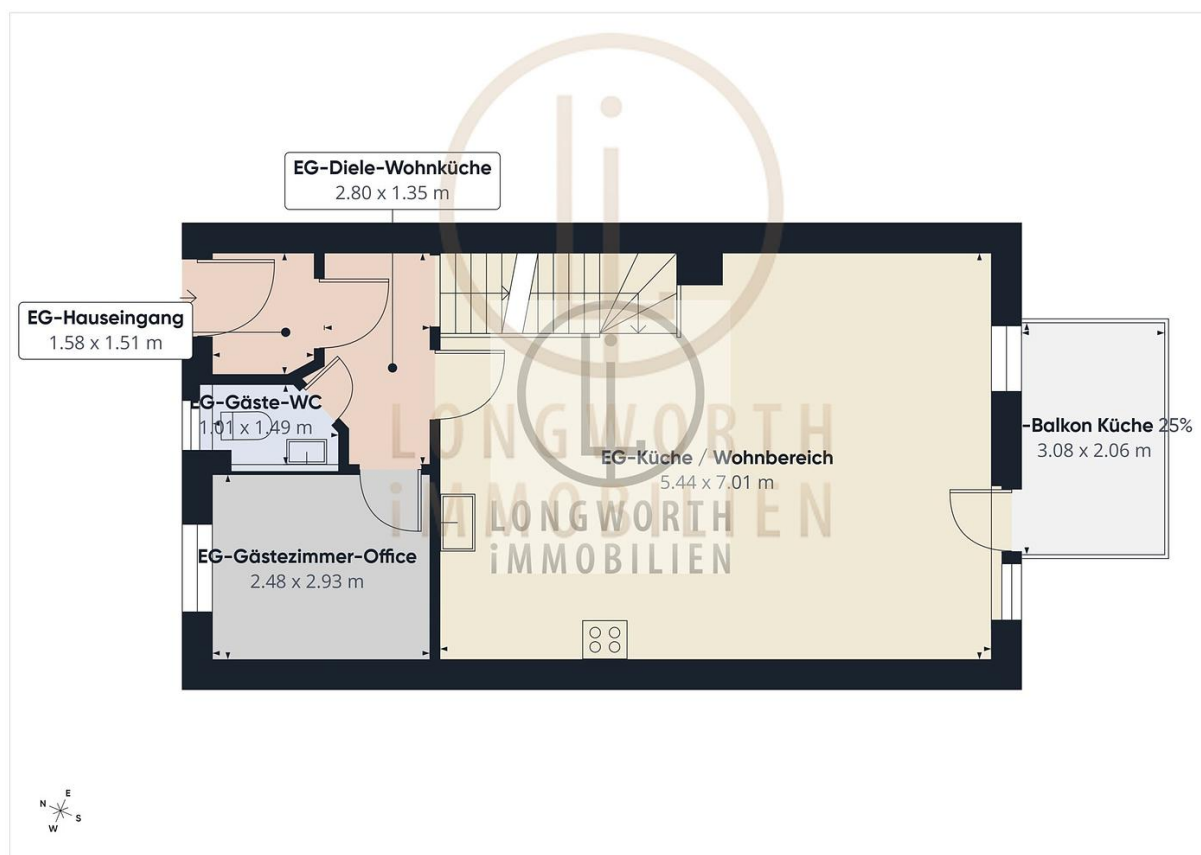 EG-Diele-Wohnküche
2.80 x 1.35 m
EG-Hauseingang
1.58 x 1.51 m
EG-Gäste-WC
1.01 x 1.49 m
EG-Küche / Wohnbereich
5.44 x 7.01 m
-Balkon Küche 25%
3.08 x 2.06 m
EG-Gästezimmer-Office
2.48 x 2.93 m
LONGWORTH
iMMOBILIEN
LONGWORTH
iMMOBILIEN
N
E
S
W